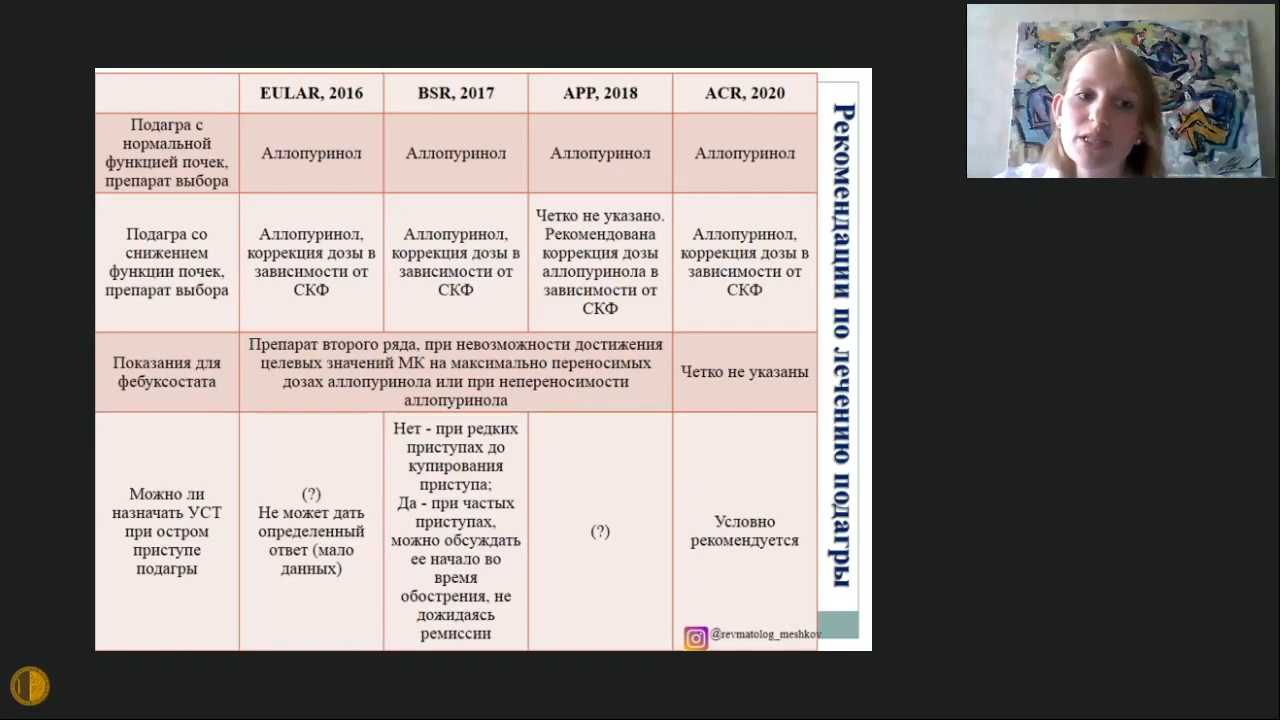 EULAR, 2016
BSR, 2017
APP, 2018
ACR, 2020
Подагра с
нормальной
функцией почек,
препарат выбора
Аллопуринол
Аллопуринол
Аллопуринол
Аллопуринол
Подагра со
снижением
функции почек,
препарат выбора
Аллопуринол,
коррекция дозы в
зависимости от
СКФ
Аллопуринол,
коррекция дозы в
зависимости от
СКФ
Четко не указано.
Рекомендована
коррекция дозы
аллопуринола в
зависимости от
СКФ
Аллопуринол,
коррекция дозы в
зависимости от
СКФ
Показания для
фебуксостата
Препарат второго ряда, при невозможности достижения
целевых значений МК на максимально переносимых
дозах аллопуринола или при непереносимости
аллопуринола
Четко не указаны
Можно ли
назначать УСТ
при остром
приступе
подагры
(?)
Не может дать
определенный
ответ (мало
данных)
Нет - при редких
приступах до
купирования
приступа;
Да - при частых
приступах,
можно обсуждать
ее начало во
время
обострения, не
дожидаясь
ремиссии
(?)
Условно
рекомендуется
Рекомендации по лечению подагры
@revmatolog_meshkov